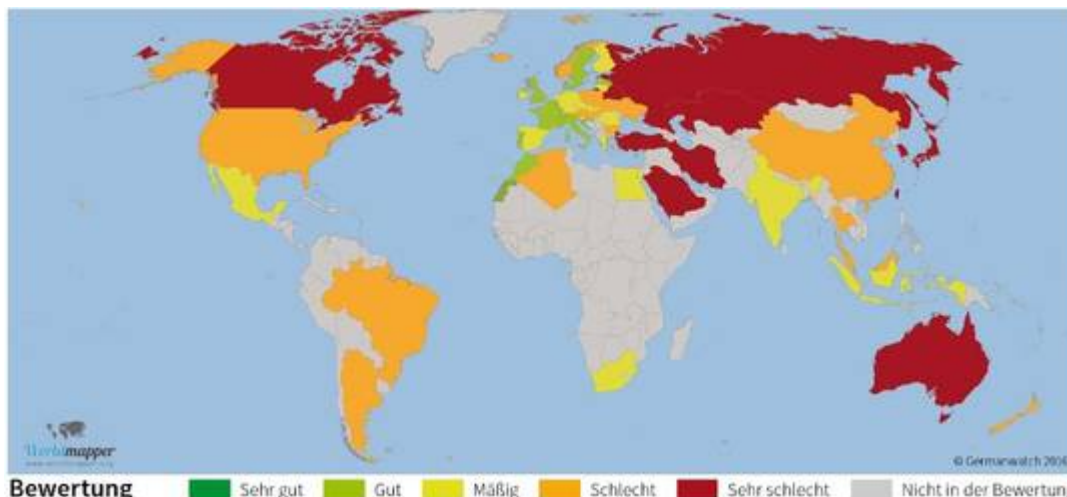 Worldmapper
© Germanwatch 2016
Bewertung Sehr gut Gut Mäßig Schlecht Sehr schlecht Nicht in der Bewertun